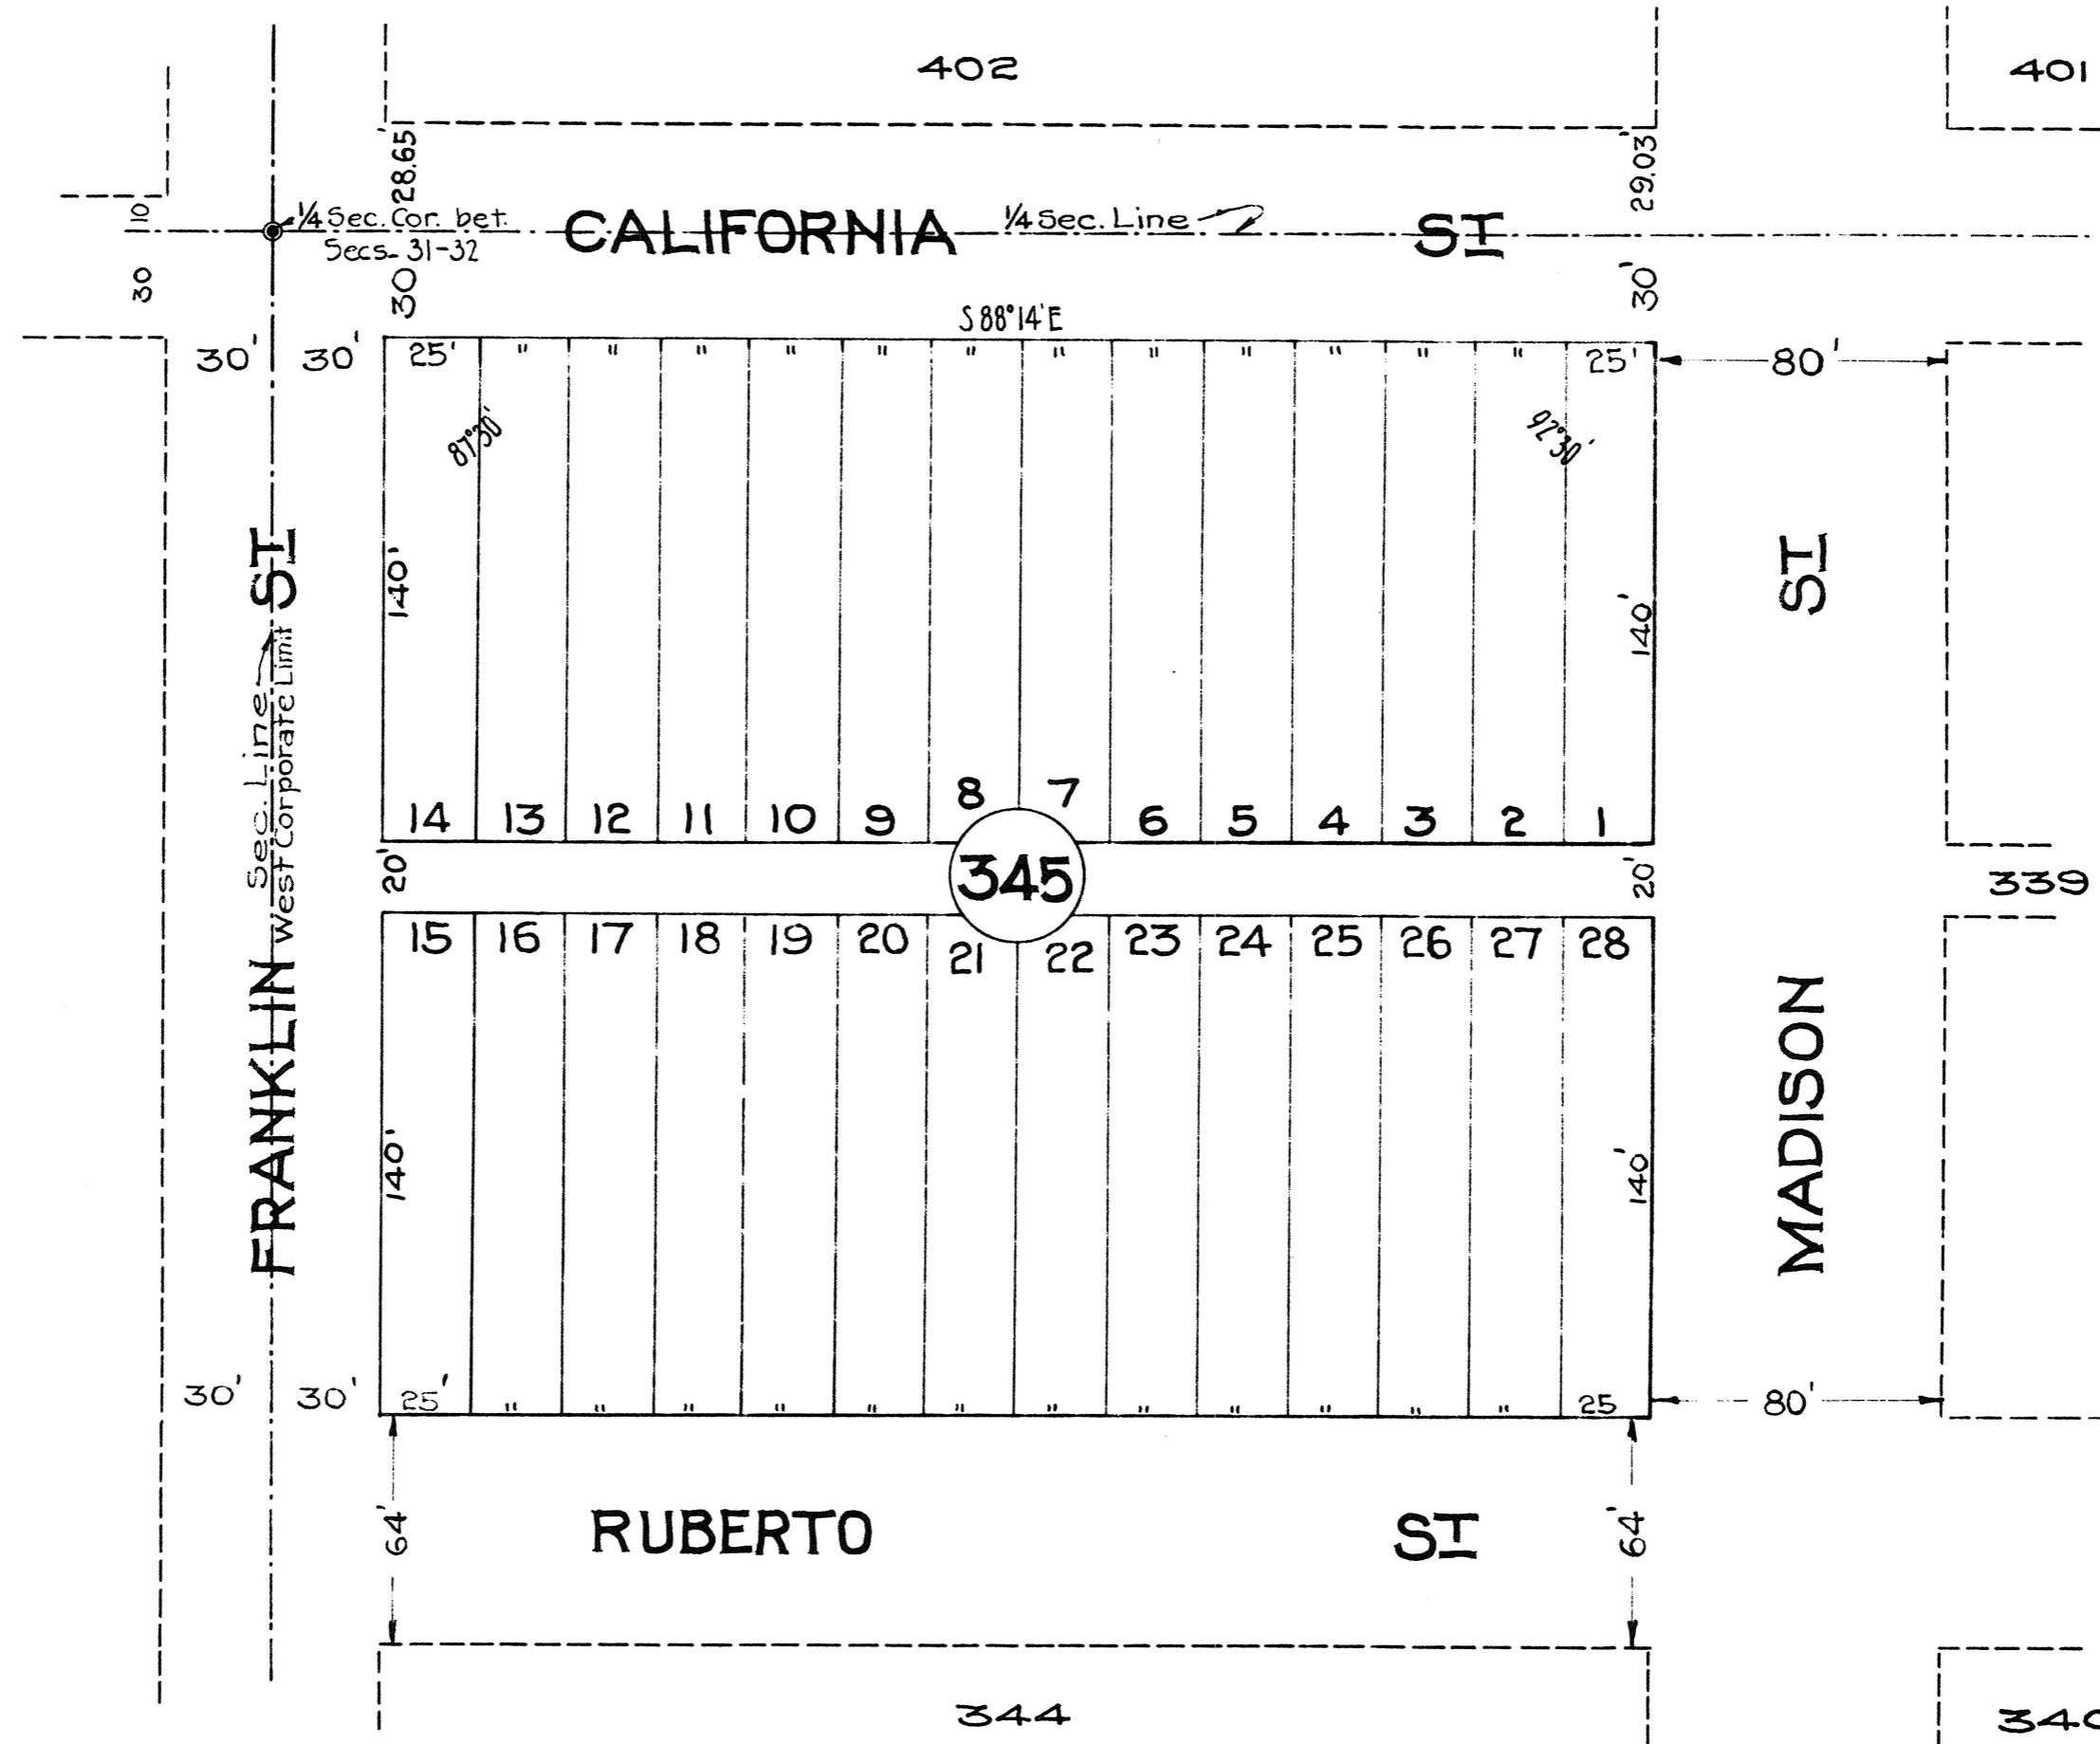 402
401
28.65'
29.03'
10
1/4 Sec. Cor. bet.
Secs. 31-32
CALIFORNIA ST
1/4 Sec. Line
30
30'
30'
S 88°14' E
30' 30' 25' " " " " " " " " " " " " 25' 80'
87°30'
92°30'
140'
140'
FRANKLIN ST
Sec. Line
West Corporate Limit
MADISON ST
14 13 12 11 10 9 8 7 6 5 4 3 2 1
20'
345
20'
339
15 16 17 18 19 20 21 22 23 24 25 26 27 28
140'
140'
30' 30' 25' " " " " " " " " " " " " 25 80'
64'
RUBERTO ST
64'
344
340